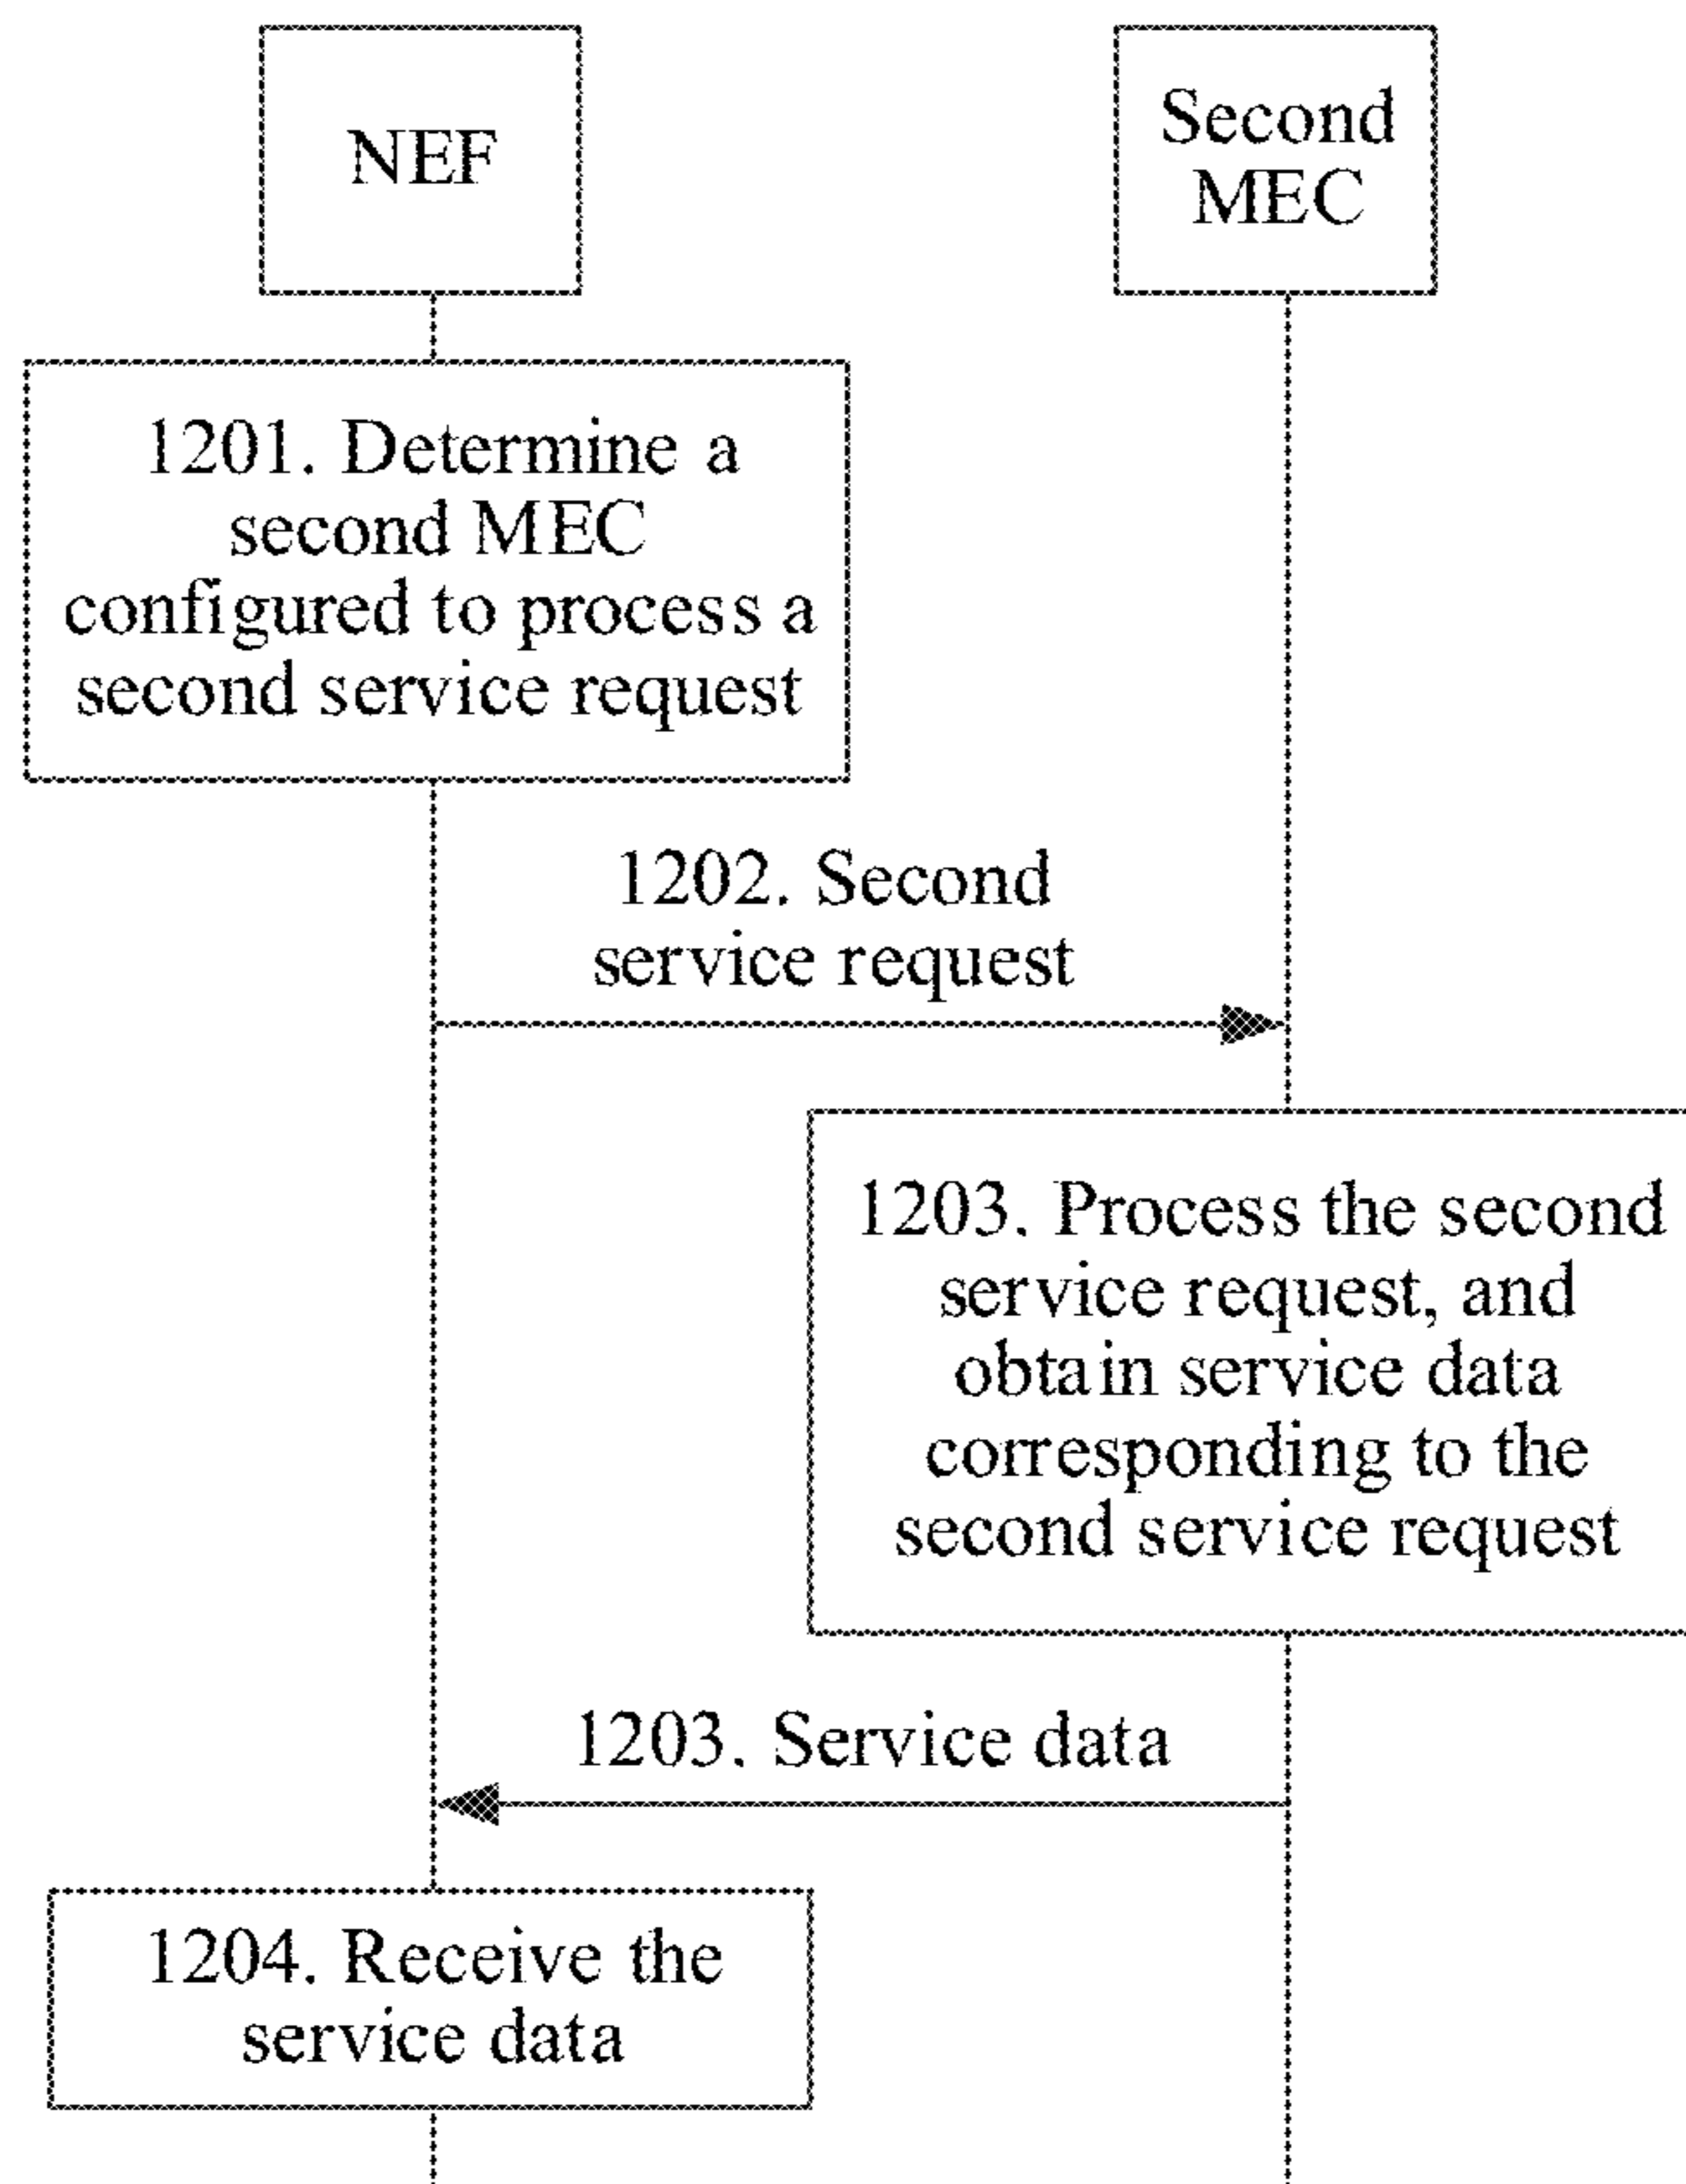 NEF
Second
MEC
1201. Determine a
second MEC
configured to process a
second service request
1202. Second
service request
1203. Process the second
service request, and
obtain service data
corresponding to the
second service request
1203. Service data
1204. Receive the
service data